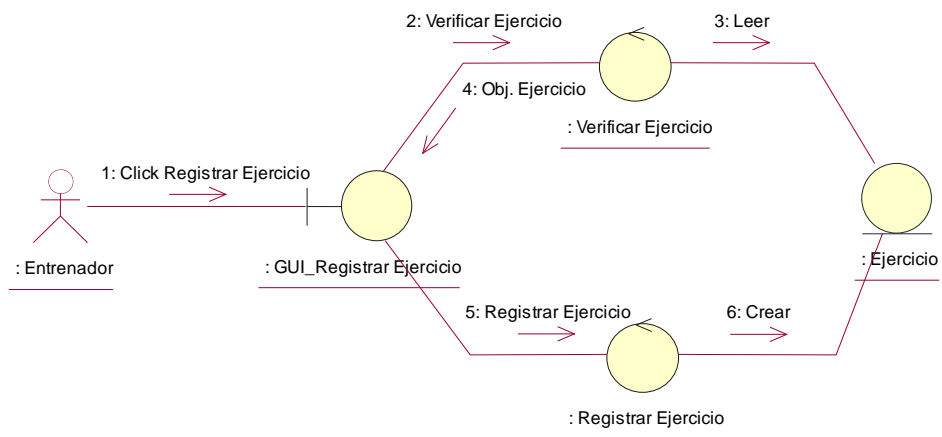 2: Verificar Ejercicio
3: Leer
4: Obj. Ejercicio
: Verificar Ejercicio
1: Click Registrar Ejercicio
: Entrenador
: GUI_Registrar Ejercicio
: Ejercicio
5: Registrar Ejercicio
6: Crear
: Registrar Ejercicio